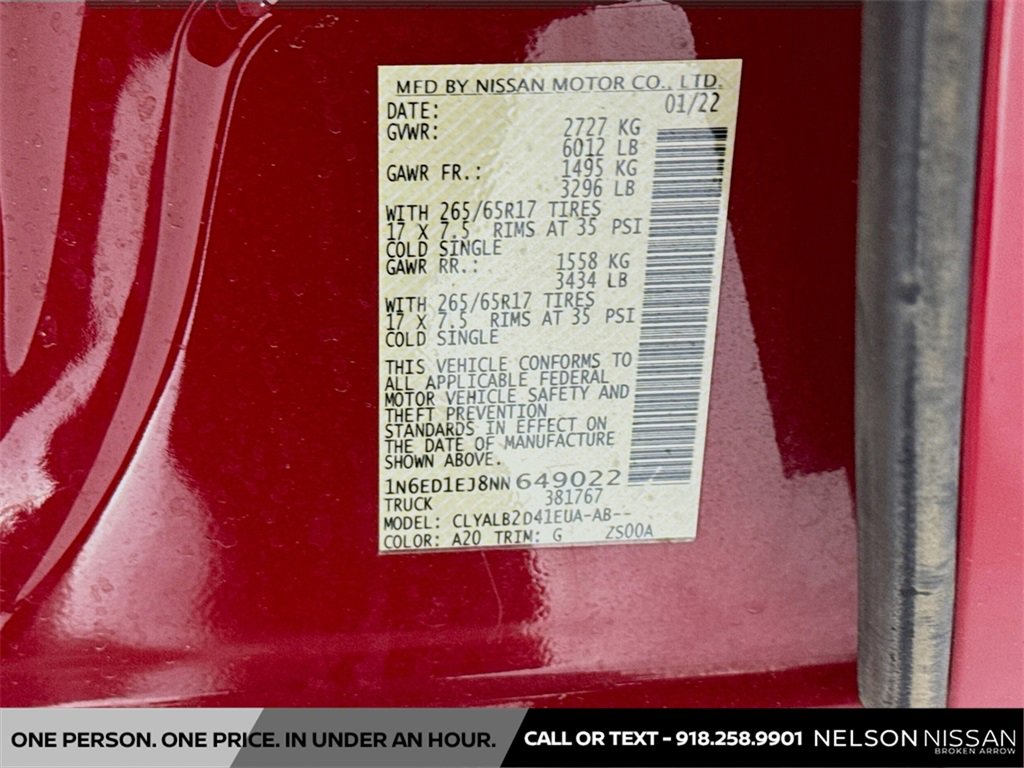 MFD BY NISSAN MOTOR CO., LTD.
DATE: 01/22
GVWR: 2727 KG
6012 LB
GAWR FR.: 1495 KG
3296 LB
WITH 265/65R17 TIRES
17 X 7.5 RIMS AT 35 PSI
COLD SINGLE
GAWR RR.: 1558 KG
3434 LB
WITH 265/65R17 TIRES
17 X 7.5 RIMS AT 35 PSI
COLD SINGLE
THIS VEHICLE CONFORMS TO
ALL APPLICABLE FEDERAL
MOTOR VEHICLE SAFETY AND
THEFT PREVENTION
STANDARDS IN EFFECT ON
THE DATE OF MANUFACTURE
SHOWN ABOVE.
1N6ED1EJ8NN649022
TRUCK 381767
MODEL: CLYALB2D41EUA-AB--
COLOR: A20 TRIM: G ZS00A
ONE PERSON. ONE PRICE. IN UNDER AN HOUR. CALL OR TEXT - 918.258.9901 NELSON NISSAN
BROKEN ARROW